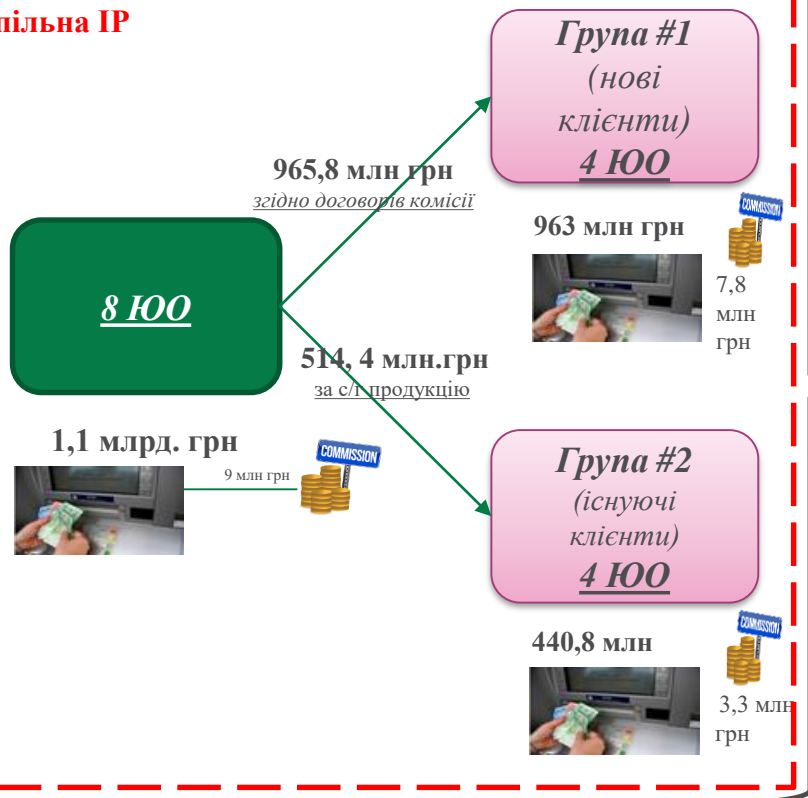 пільна ІР
Група #1
(нові
клієнти)
4 ЮО
965,8 млн грн
згідно договорів комісії
COMMISSION
963 млн грн
7,8
млн
грн
8 ЮО
514, 4 млн.грн
за с/г продукцію
1,1 млрд. грн
COMMISSION
9 млн грн
Група #2
(існуючі
клієнти)
4 ЮО
COMMISSION
440,8 млн
3,3 млн
грн